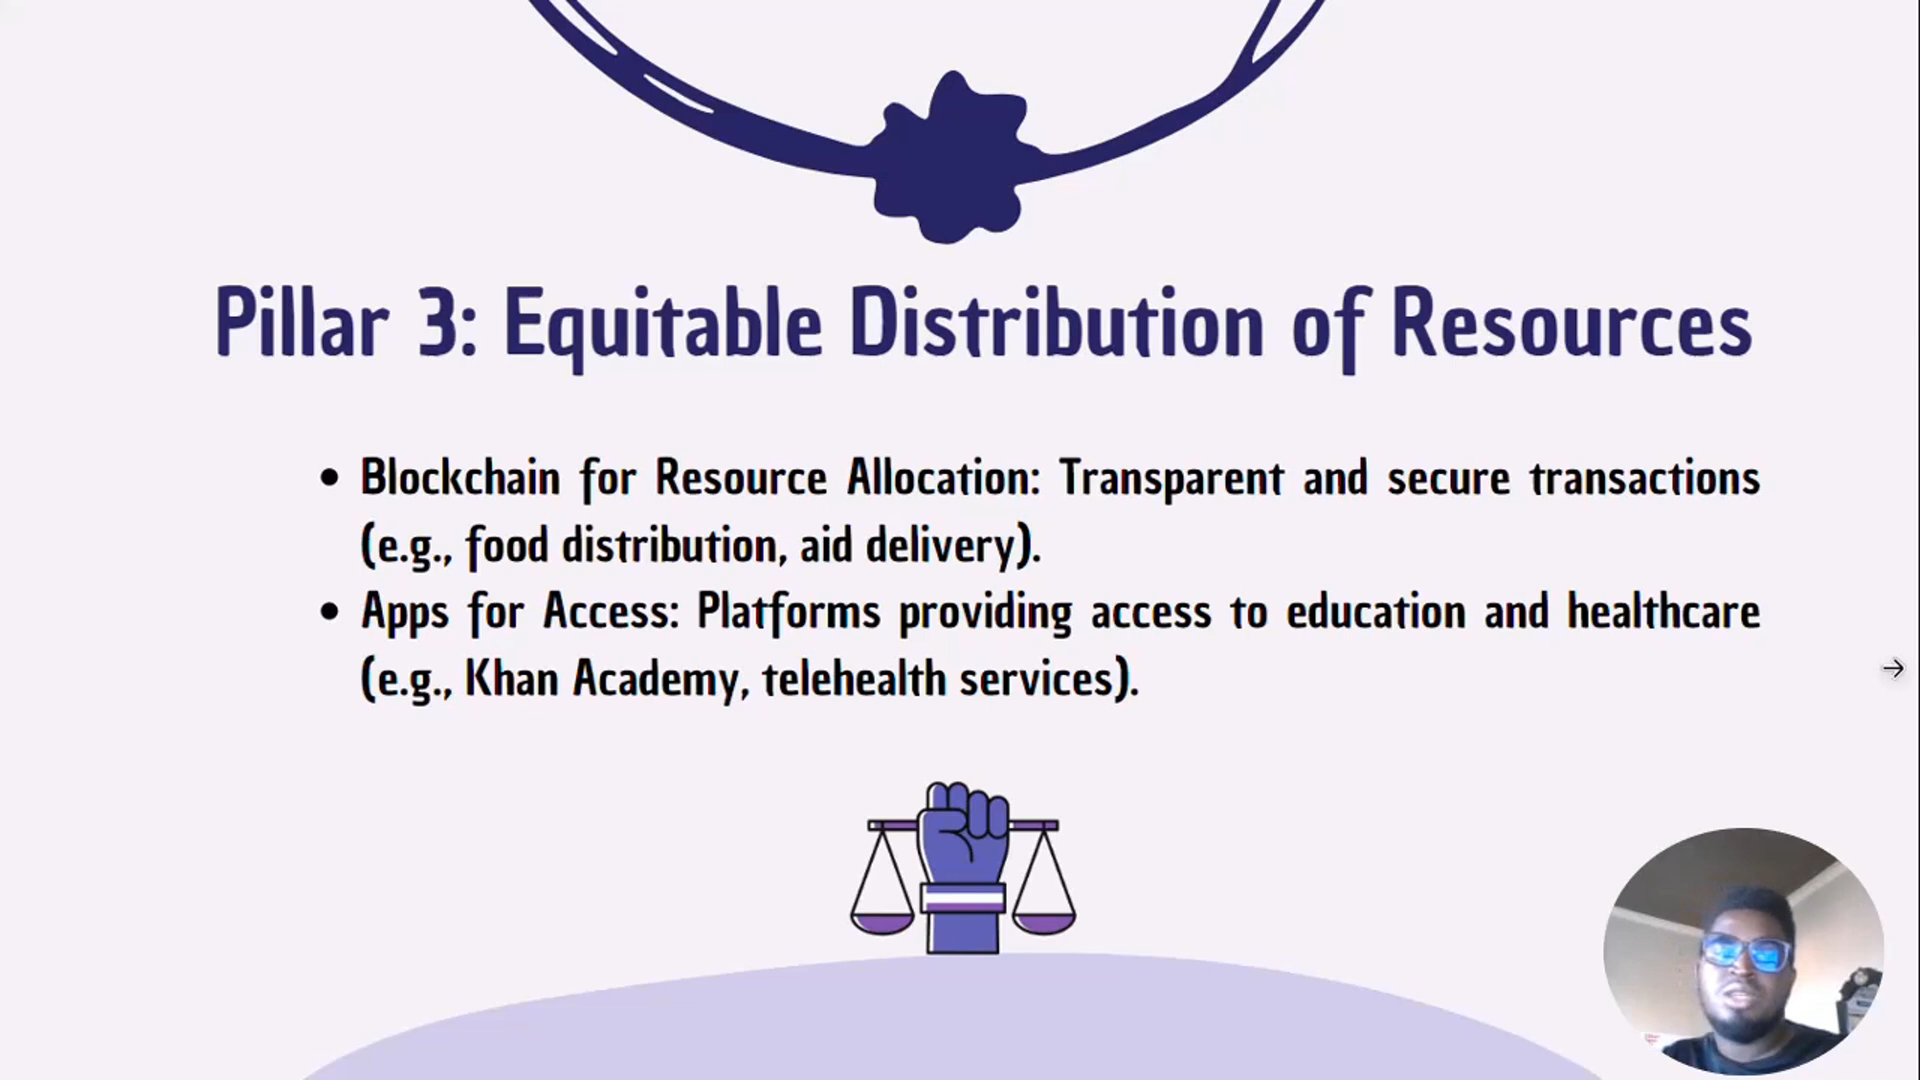 Pillar 3: Equitable Distribution of Resources
• Blockchain for Resource Allocation: Transparent and secure transactions
(e.g., food distribution, aid delivery).
• Apps for Access: Platforms providing access to education and healthcare
(e.g., Khan Academy, telehealth services).